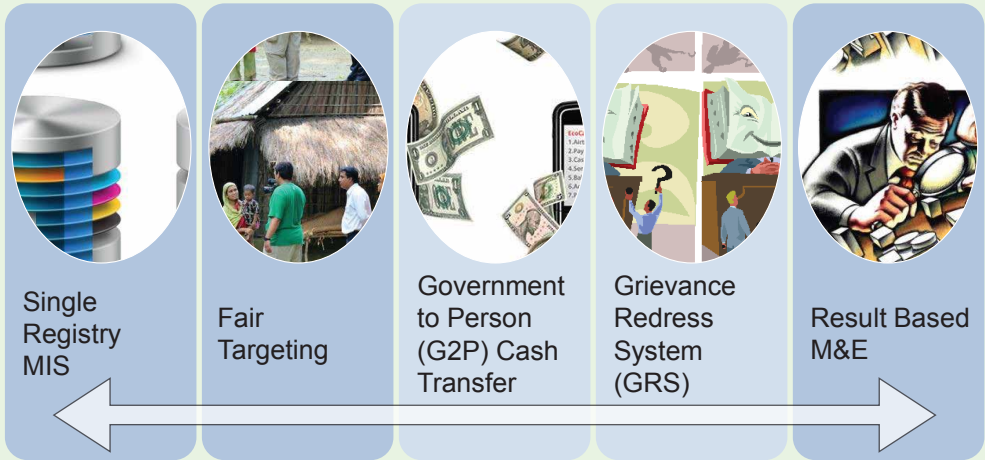 Single
Registry
MIS
Fair
Targeting
Government
to Person
(G2P) Cash
Transfer
Grievance
Redress
System
(GRS)
Result Based
M&E